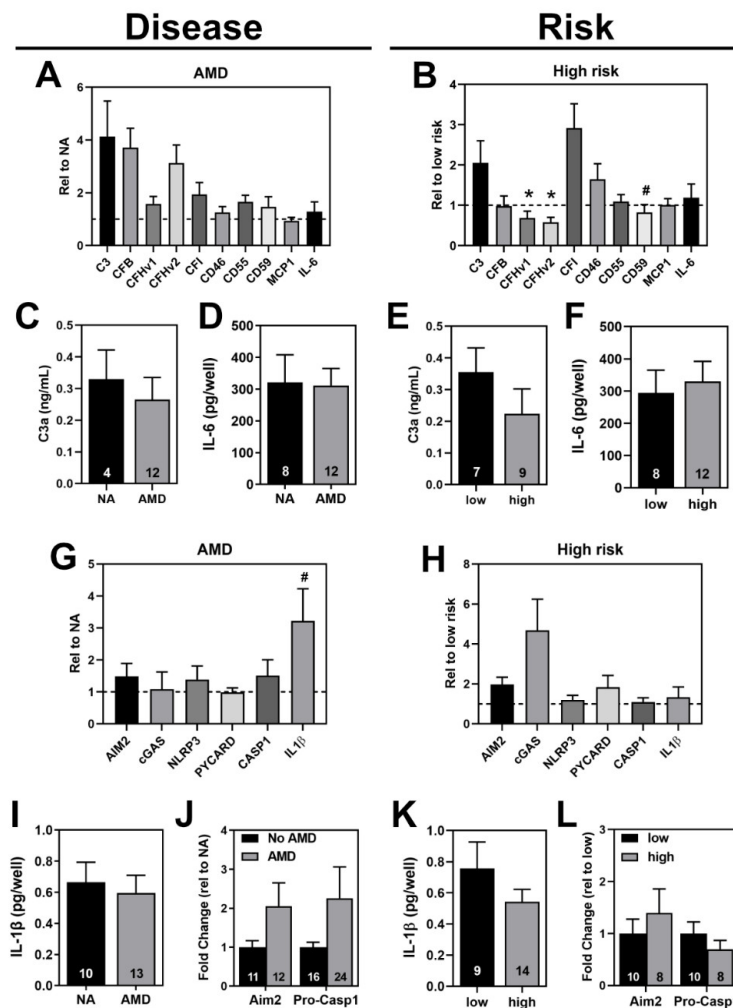 Disease
Risk
A
AMD
Rel to NA
6
4
2
0
C3
CFB
CFHv1
CFHv2
CFI
CD46
CD55
CD59
MCP1
IL-6
B
High risk
Rel to low risk
4
3
2
1
0
*
*
#
C3
CFB
CFHv1
CFHv2
CFI
CD46
CD55
CD59
MCP1
IL-6
C
C3a (ng/mL)
0.5
0.4
0.3
0.2
0.1
0.0
4
12
NA
AMD
D
IL-6 (pg/well)
500
400
300
200
100
0
8
12
NA
AMD
E
C3a (ng/mL)
0.5
0.4
0.3
0.2
0.1
0.0
7
9
low
high
F
IL-6 (pg/well)
500
400
300
200
100
0
8
12
low
high
G
AMD
Rel to NA
5
4
3
2
1
0
#
AIM2
cGAS
NLRP3
PYCARD
CASP1
IL1β
H
High risk
Rel to low risk
8
6
4
2
0
AIM2
cGAS
NLRP3
PYCARD
CASP1
IL1β
I
IL-1β (pg/well)
1.0
0.8
0.6
0.4
0.2
0.0
10
13
NA
AMD
J
Fold Change (rel to NA)
4
3
2
1
0
No AMD
AMD
11
12
16
24
Aim2
Pro-Casp1
K
IL-1β (pg/well)
1.0
0.8
0.6
0.4
0.2
0.0
9
14
low
high
L
Fold Change (rel to low)
3
2
1
0
low
high
10
8
10
8
Aim2
Pro-Casp